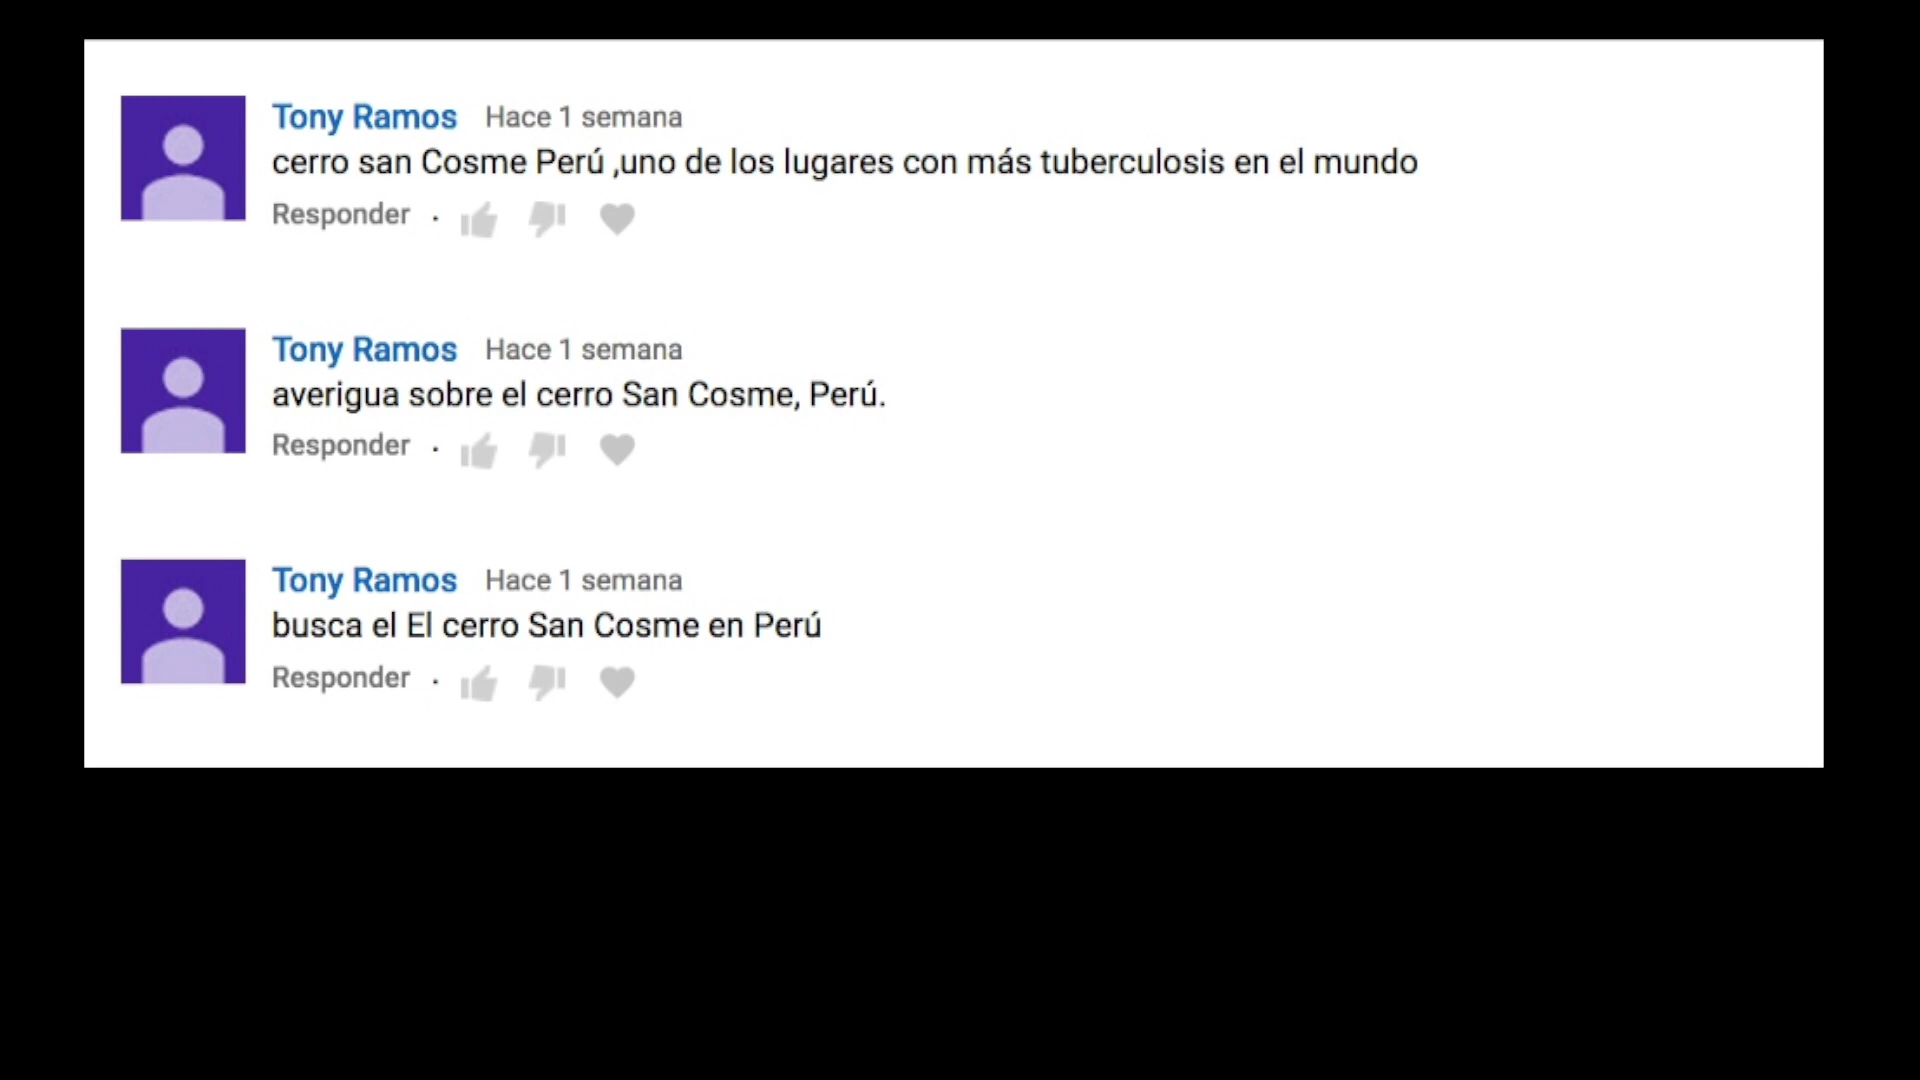 Tony Ramos Hace 1 semana
cerro san Cosme Perú ,uno de los lugares con más tuberculosis en el mundo
Responder .
Tony Ramos Hace 1 semana
averigua sobre el cerro San Cosme, Perú.
Responder .
Tony Ramos Hace 1 semana
busca el El cerro San Cosme en Perú
Responder .